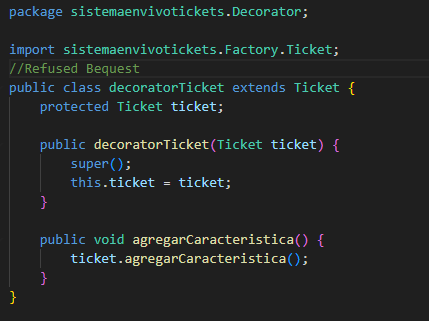 package sistemaenvivotickets.Decorator;
import sistemaenvivotickets.Factory.Ticket;
//Refused Bequest
public class decoratorTicket extends Ticket {
    protected Ticket ticket;
    public decoratorTicket(Ticket ticket) {
        super();
        this.ticket = ticket;
    }
    public void agregarCaracteristica() {
        ticket.agregarCaracteristica();
    }
}